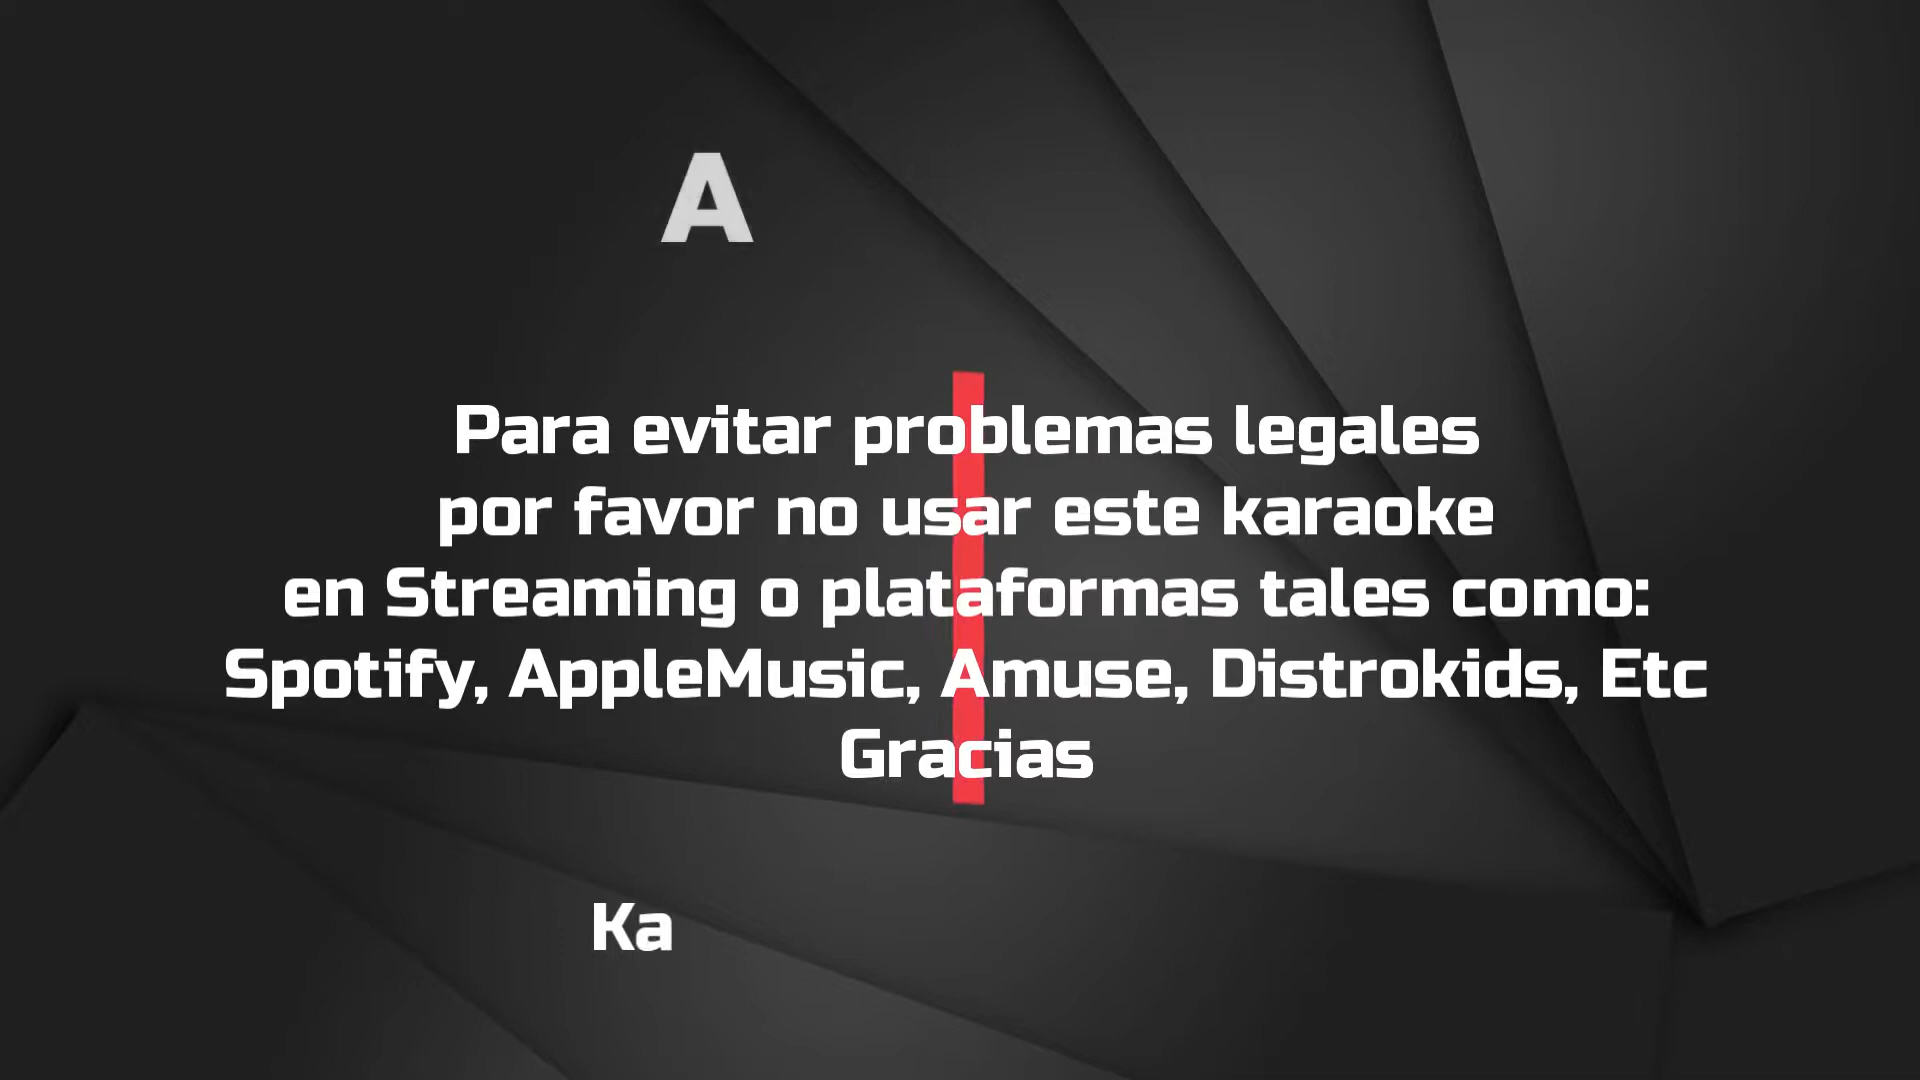 A
Para evitar problemas legales
por favor no usar este karaoke
en Streaming o plataformas tales como:
Spotify, AppleMusic, Amuse, Distrokids, Etc
Gracias
Ka